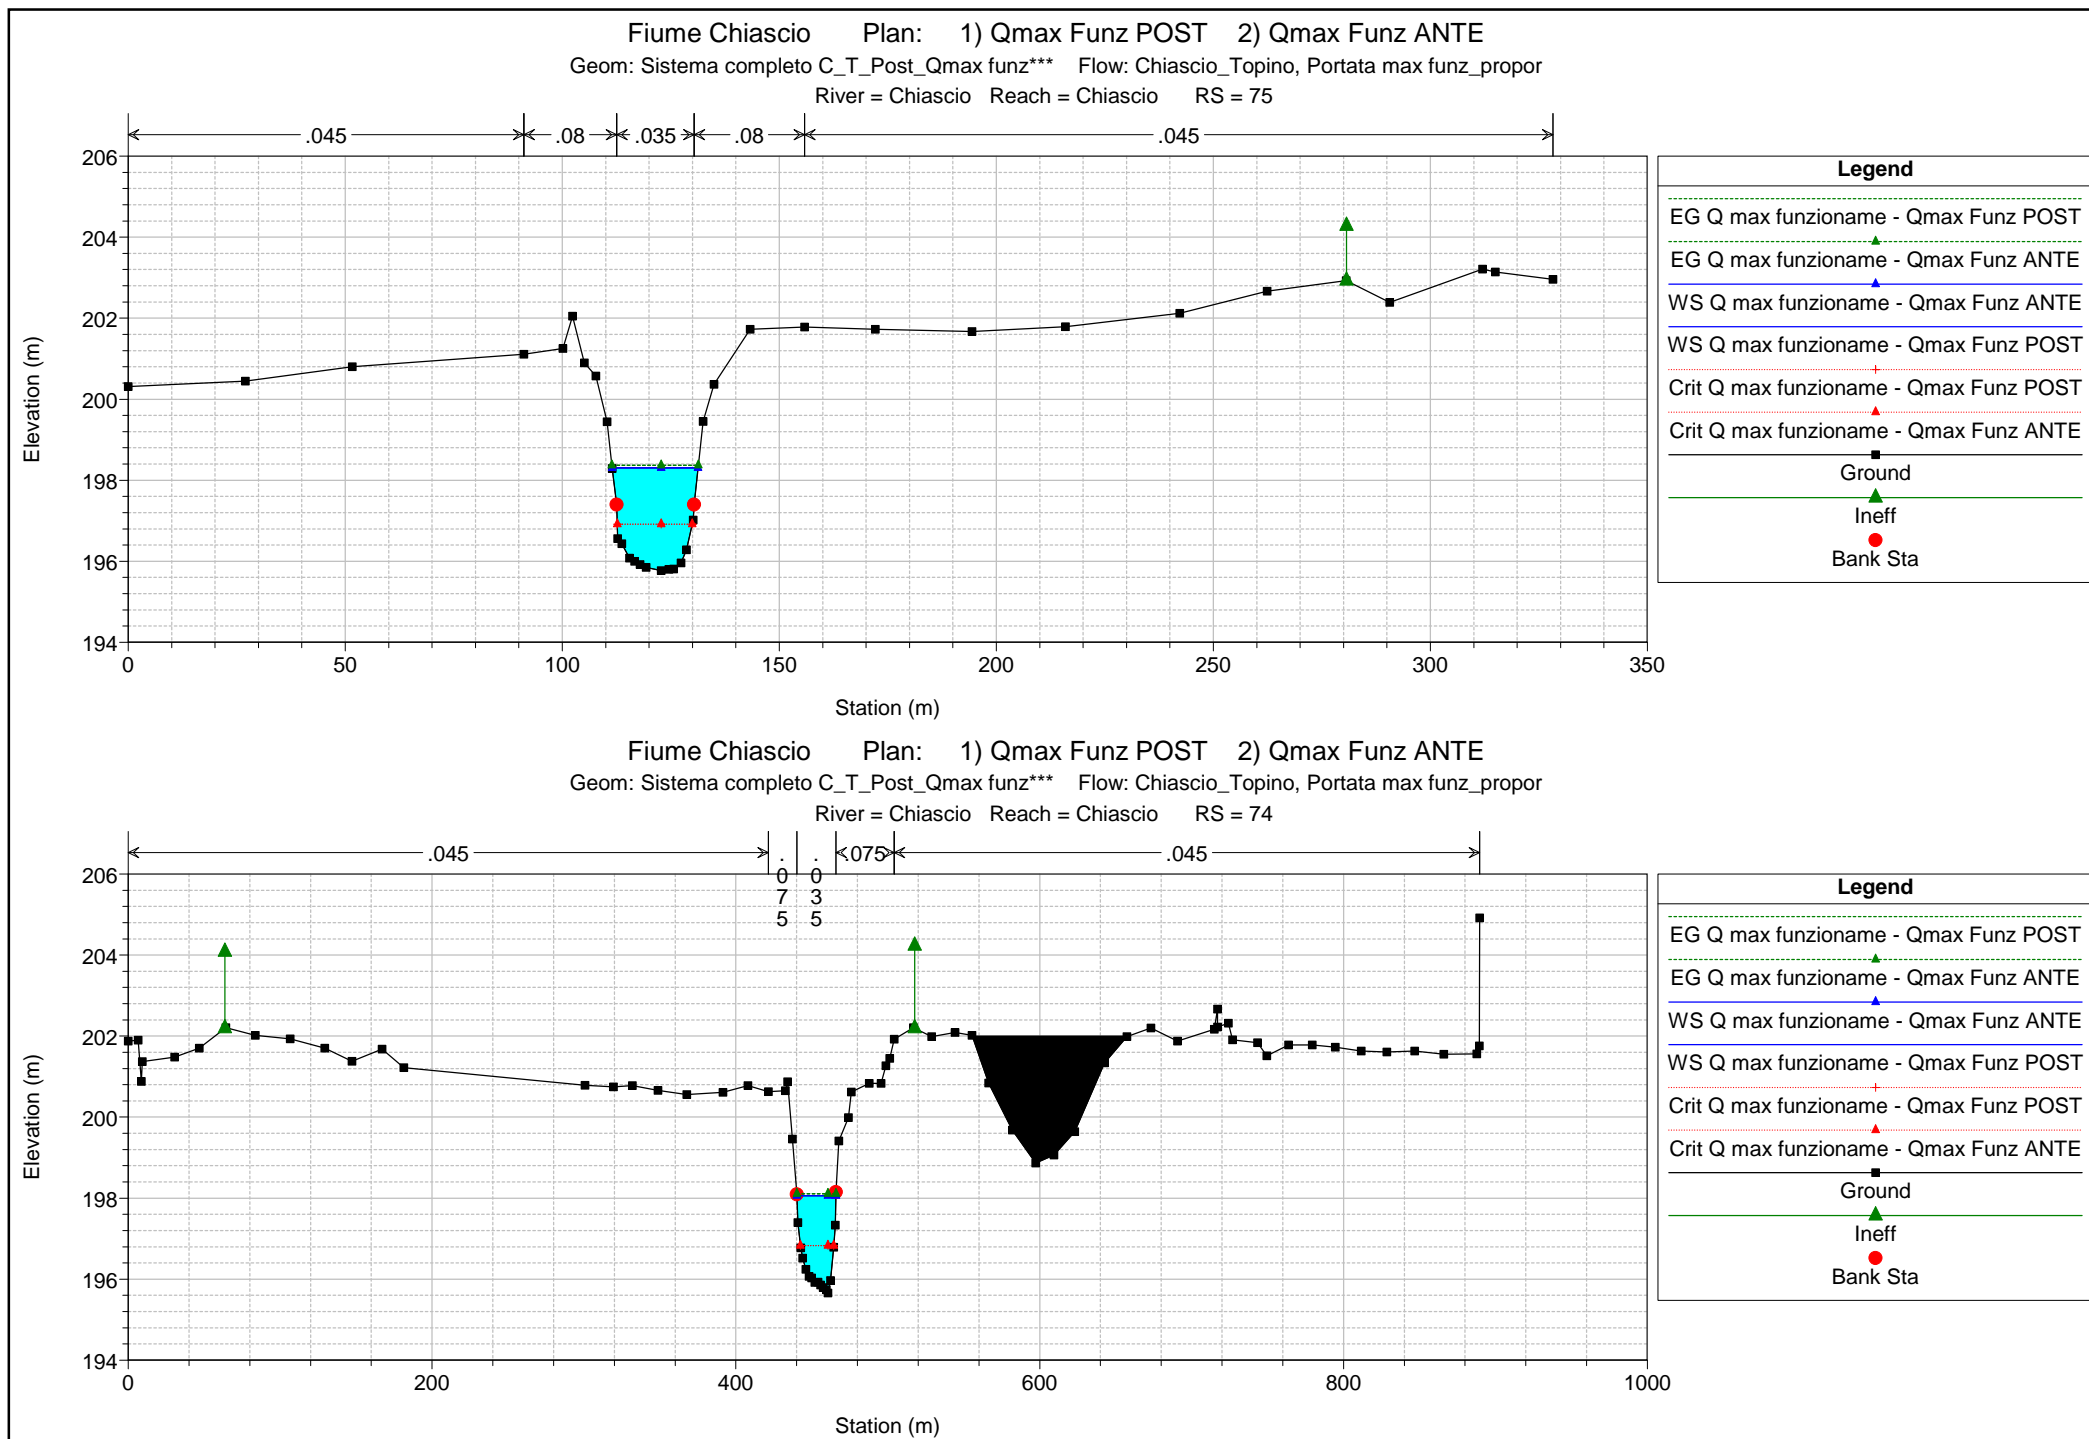 Fiume Chiascio Plan: 1) Qmax Funz POST 2) Qmax Funz ANTE
Geom: Sistema completo C_T_Post_Qmax funz*** Flow: Chiascio_Topino, Portata max funz_propor
River = Chiascio Reach = Chiascio RS = 75
.045 .08 .035 .08 .045
206
204
202
200
198
196
194
Elevation (m)
0 50 100 150 200 250 300 350
Station (m)
Legend
EG Q max funzioname - Qmax Funz POST
EG Q max funzioname - Qmax Funz ANTE
WS Q max funzioname - Qmax Funz ANTE
WS Q max funzioname - Qmax Funz POST
Crit Q max funzioname - Qmax Funz POST
Crit Q max funzioname - Qmax Funz ANTE
Ground
Ineff
Bank Sta
Fiume Chiascio Plan: 1) Qmax Funz POST 2) Qmax Funz ANTE
Geom: Sistema completo C_T_Post_Qmax funz*** Flow: Chiascio_Topino, Portata max funz_propor
River = Chiascio Reach = Chiascio RS = 74
.045 .075 .035 .075 .045
206
204
202
200
198
196
194
Elevation (m)
0 200 400 600 800 1000
Station (m)
Legend
EG Q max funzioname - Qmax Funz POST
EG Q max funzioname - Qmax Funz ANTE
WS Q max funzioname - Qmax Funz ANTE
WS Q max funzioname - Qmax Funz POST
Crit Q max funzioname - Qmax Funz POST
Crit Q max funzioname - Qmax Funz ANTE
Ground
Ineff
Bank Sta